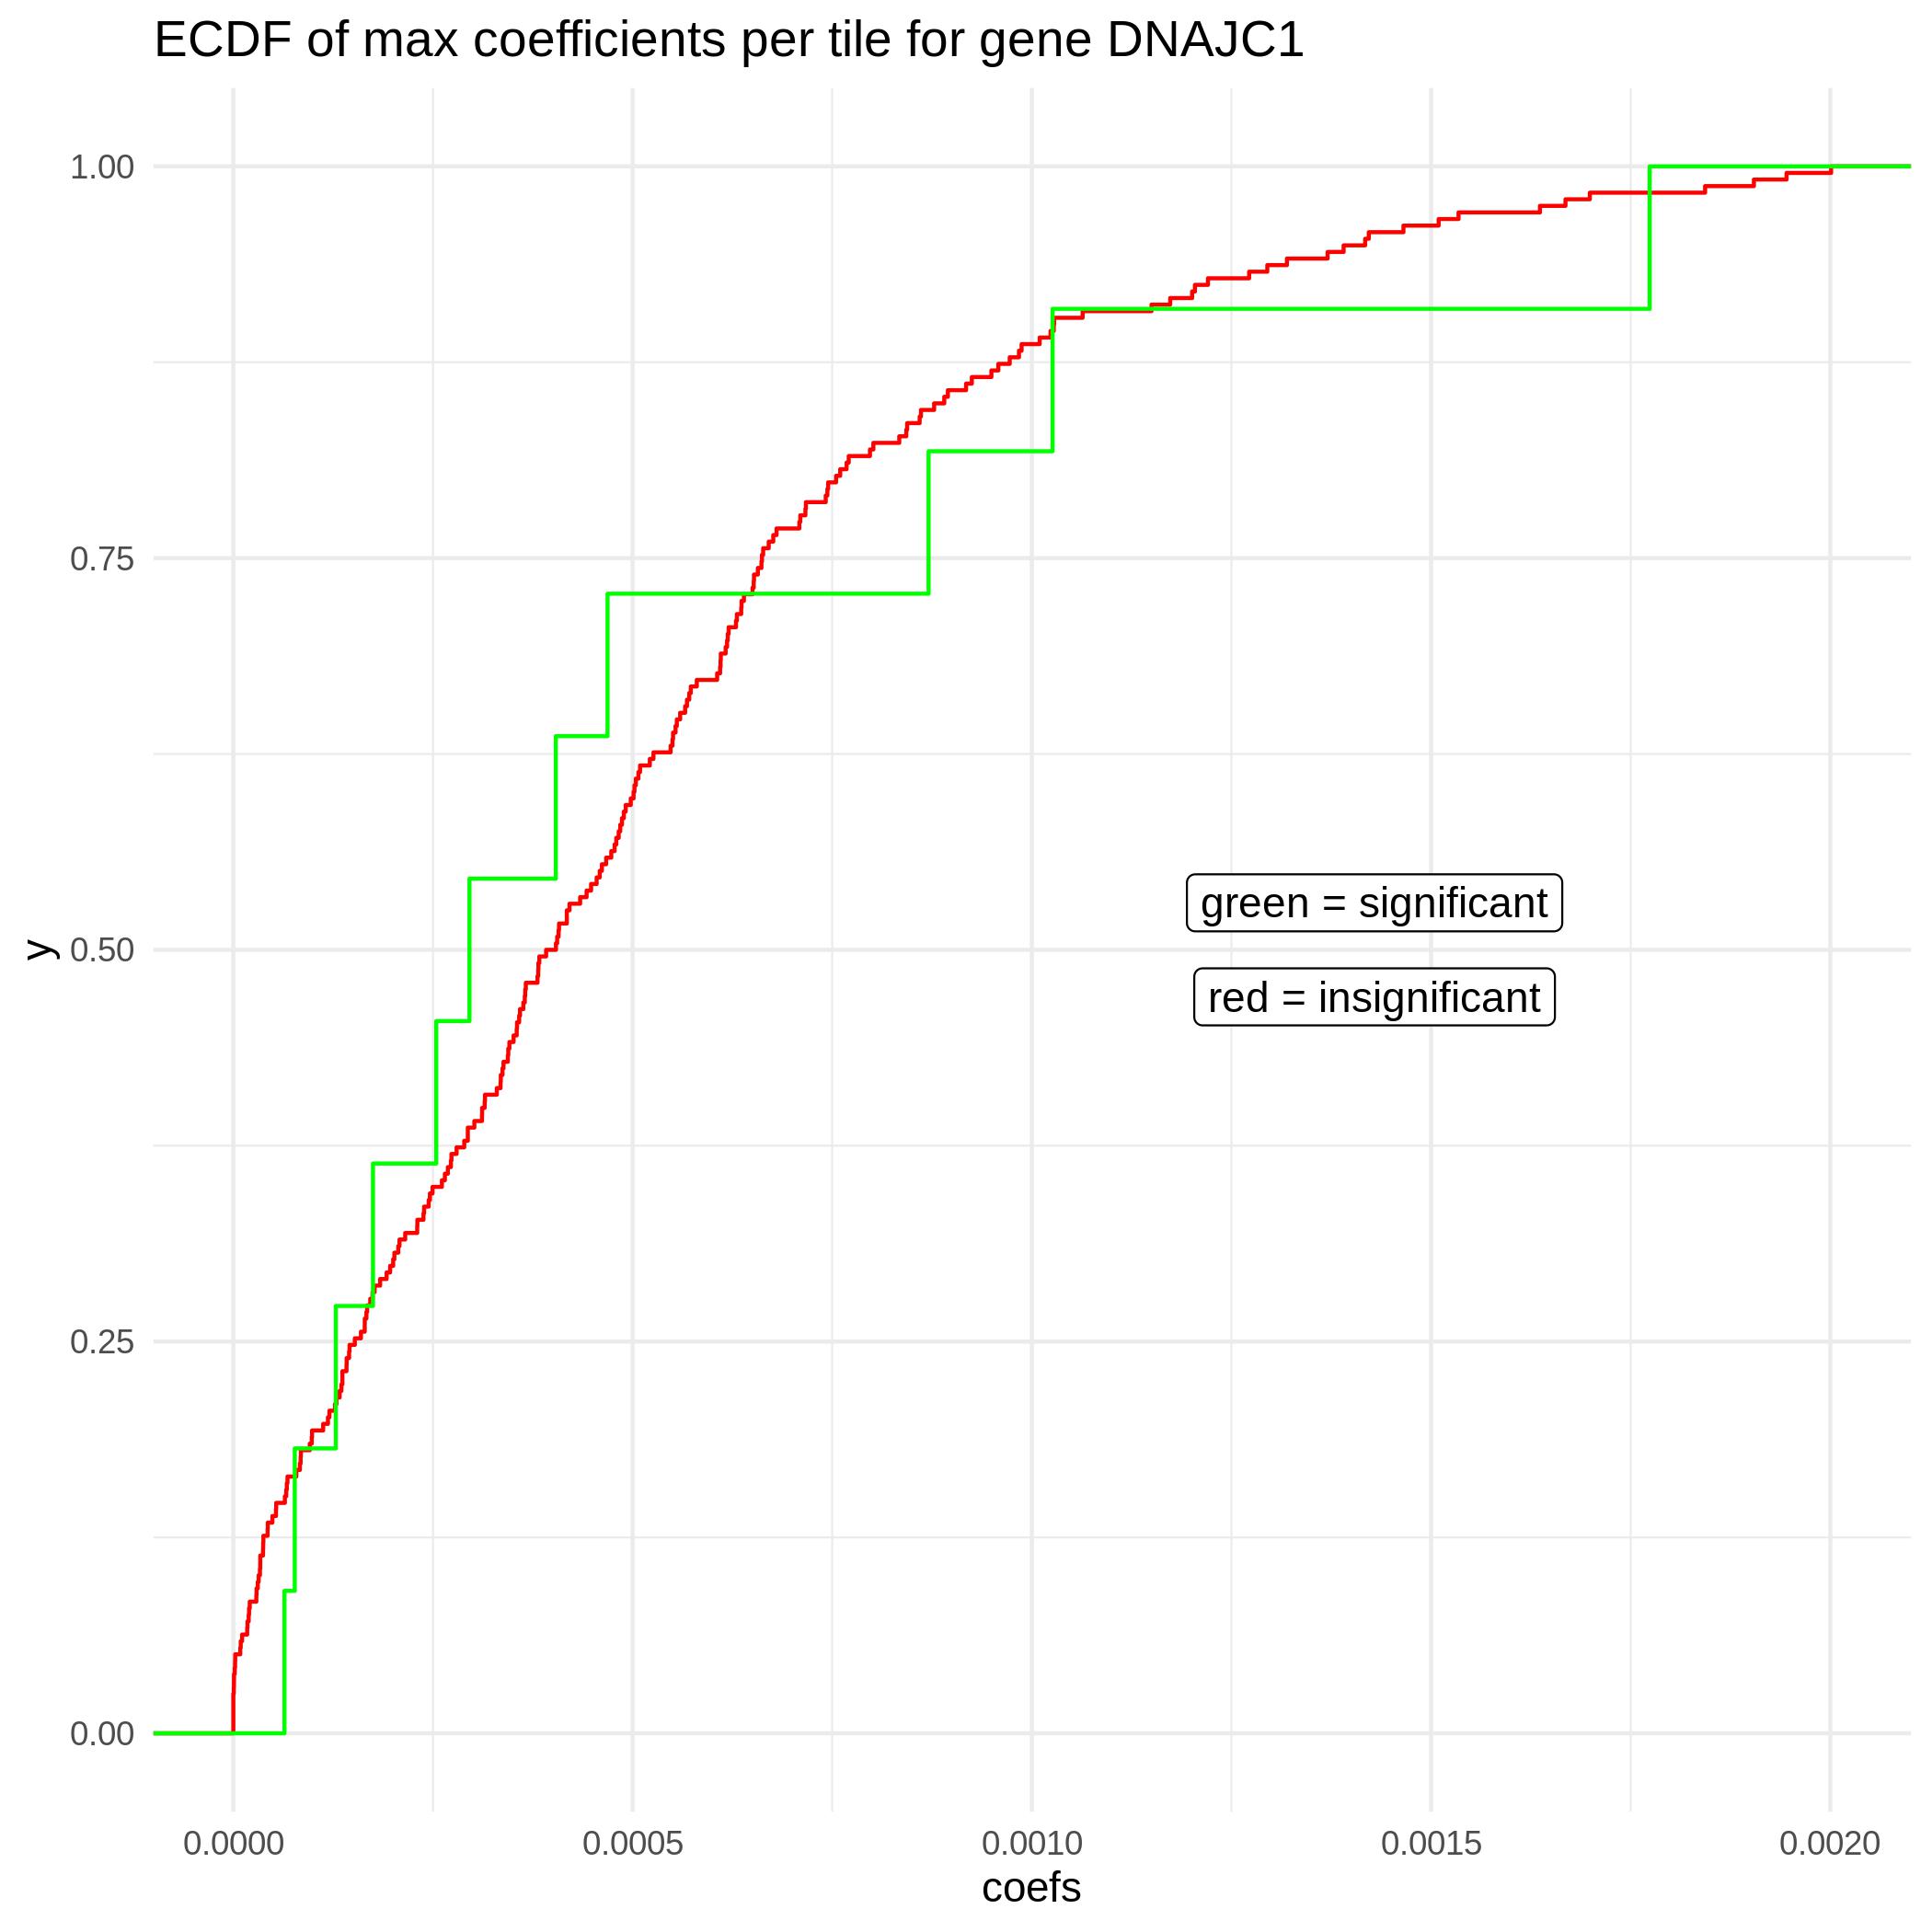 ECDF of max coefficients per tile for gene DNAJC1
1.00
0.75
0.50
0.25
0.00
y
green = significant
red = insignificant
0.0000
0.0005
0.0010
0.0015
0.0020
coefs